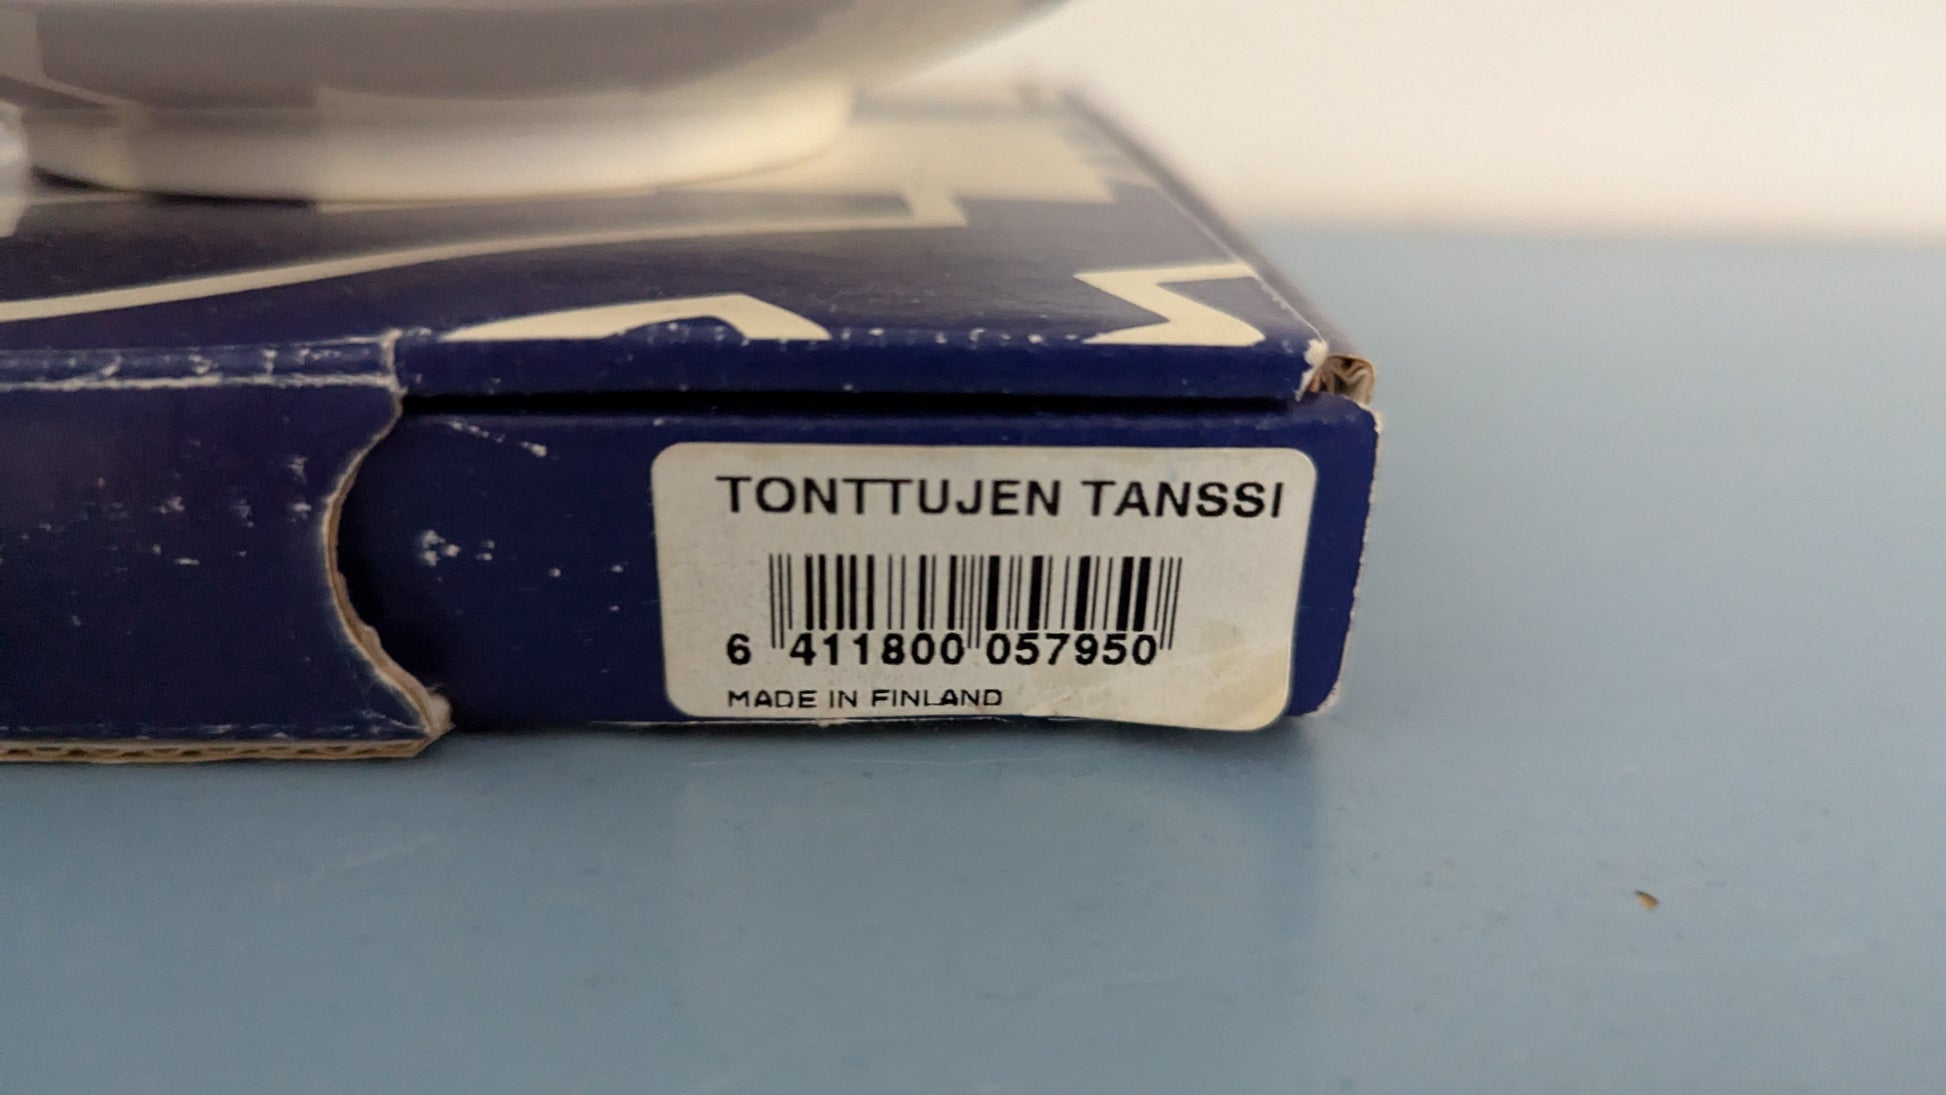 TONTTUJEN TANSSI
6 411800 057950
MADE IN FINLAND